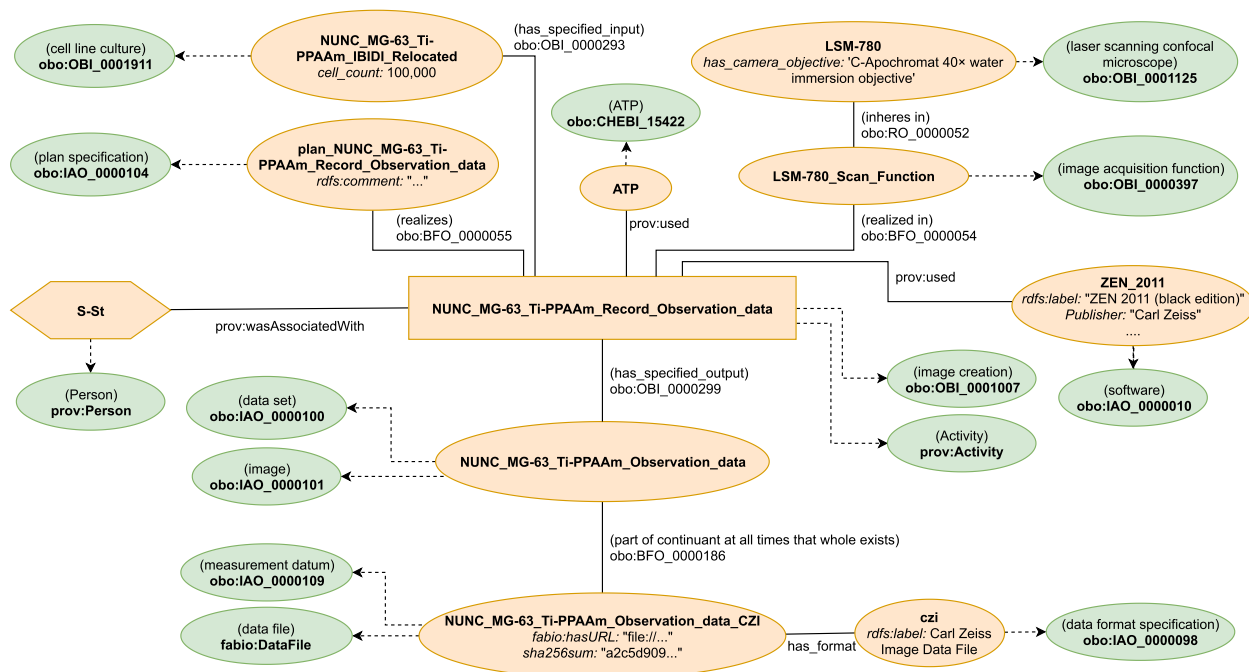 NUNC_MG-63_Ti-
PPAAm_IBIDI_Relocated
cell_count: 100,000
(cell line culture)
obo:OBI_0001911
(has_specified_input)
obo:OBI_0000293
LSM-780
has_camera_objective: 'C-Apochromat 40× water
immersion objective'
(laser scanning confocal
microscope)
obo:OBI_0001125
(ATP)
obo:CHEBI_15422
(inheres in)
obo:RO_0000052
plan_NUNC_MG-63_Ti-
PPAAm_Record_Observation_data
rdfs:comment: "..."
(plan specification)
obo:IAO_0000104
ATP
LSM-780_Scan_Function
(image acquisition function)
obo:OBI_0000397
(realizes)
obo:BFO_0000055
prov:used
(realized in)
obo:BFO_0000054
prov:used
S-St
prov:wasAssociatedWith
NUNC_MG-63_Ti-PPAAm_Record_Observation_data
ZEN_2011
rdfs:label: "ZEN 2011 (black edition)"
Publisher: "Carl Zeiss"
....
(Person)
prov:Person
(has_specified_output)
obo:OBI_0000299
(image creation)
obo:OBI_0001007
(software)
obo:IAO_0000010
(data set)
obo:IAO_0000100
(Activity)
prov:Activity
NUNC_MG-63_Ti-PPAAm_Observation_data
(image)
obo:IAO_0000101
(part of continuant at all times that whole exists)
obo:BFO_0000186
(measurement datum)
obo:IAO_0000109
NUNC_MG-63_Ti-PPAAm_Observation_data_CZI
fabio:hasURL: "file://..."
sha256sum: "a2c5d909..."
(data file)
fabio:DataFile
has_format
czi
rdfs:label: Carl Zeiss
Image Data File
(data format specification)
obo:IAO_0000098